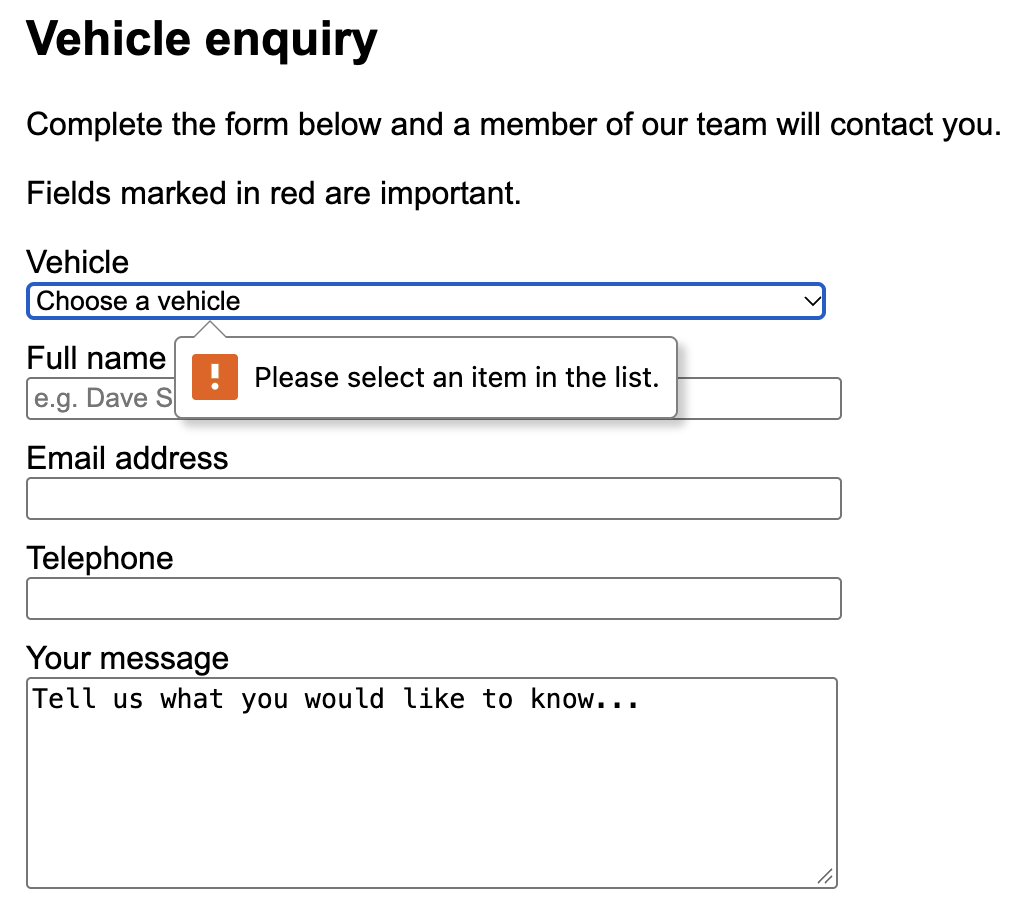 Vehicle enquiry
Complete the form below and a member of our team will contact you.
Fields marked in red are important.
Vehicle
Choose a vehicle
Full name
Please select an item in the list.
e.g. Dave
Email address
Telephone
Your message
Tell us what you would like to know...